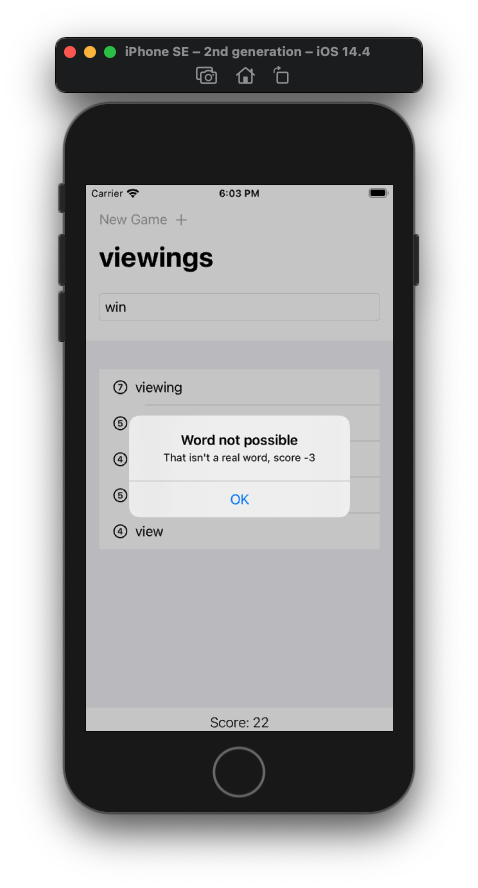 iPhone SE – 2nd generation – iOS 14.4
Carrier 6:03 PM
New Game +
viewings
win
7 viewing
5
4
5
4 view
Word not possible
That isn't a real word, score -3
OK
Score: 22